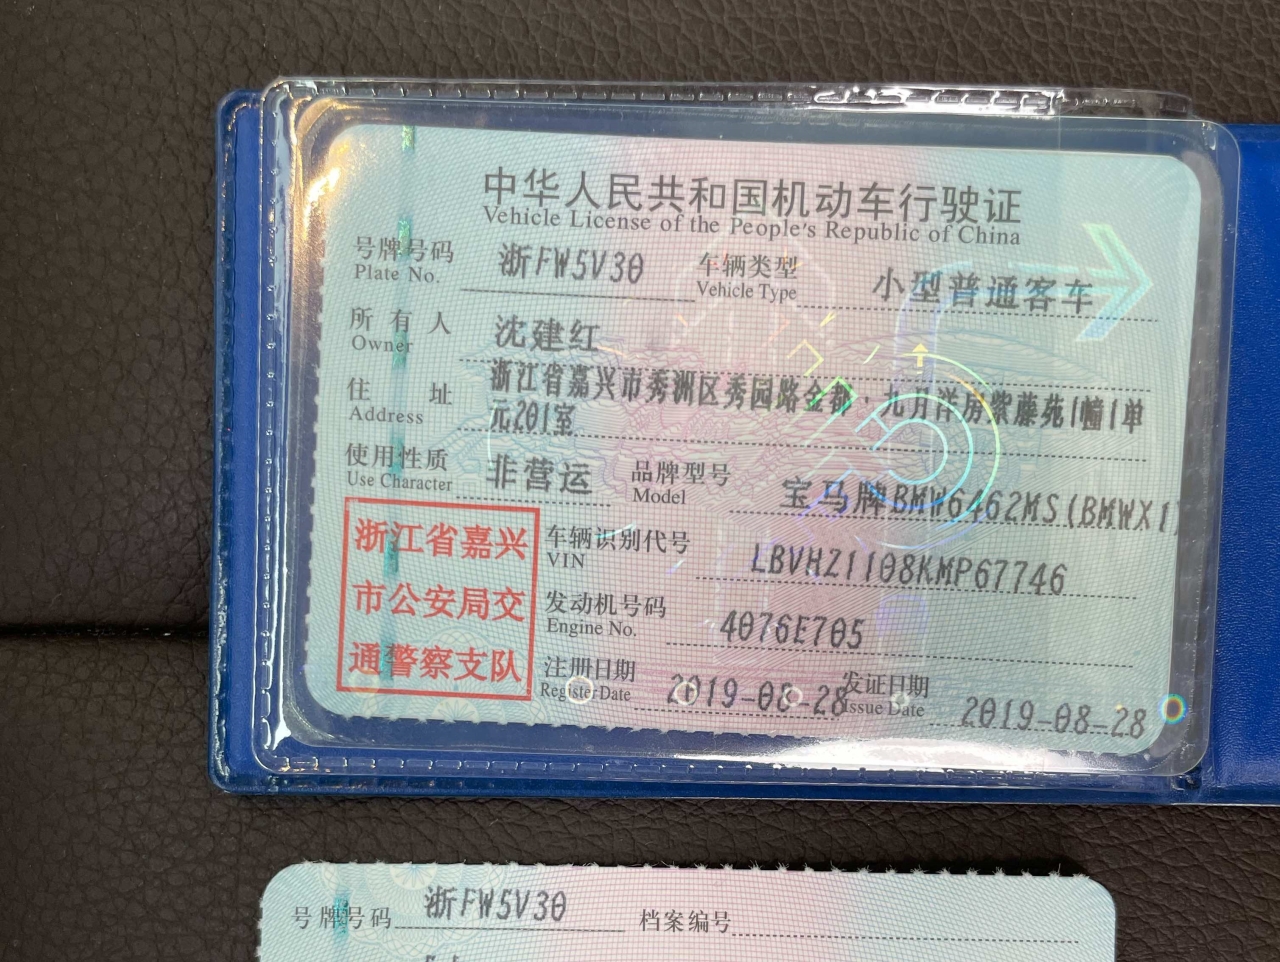 中华人民共和国机动车行驶证
Vehicle License of the People's Republic of China
号牌号码 浙FW5V30 车辆类型 小型普通客车
Plate No. Vehicle Type
所有人 沈建红
Owner
住址 浙江省嘉兴市秀洲区秀园路金都·九月洋房紫藤苑1幢1单
Address 元201室
使用性质 非营运 品牌型号 宝马牌BMW6462MS(BMWX1)
Use Character Model
浙江省嘉兴
市公安局交
通警察支队
车辆识别代号 LBVHZ1108KMP67746
VIN
发动机号码 4076E705
Engine No.
注册日期 2019-08-28 发证日期 2019-08-28
Register Date Issue Date
号牌号码 浙FW5V30 档案编号